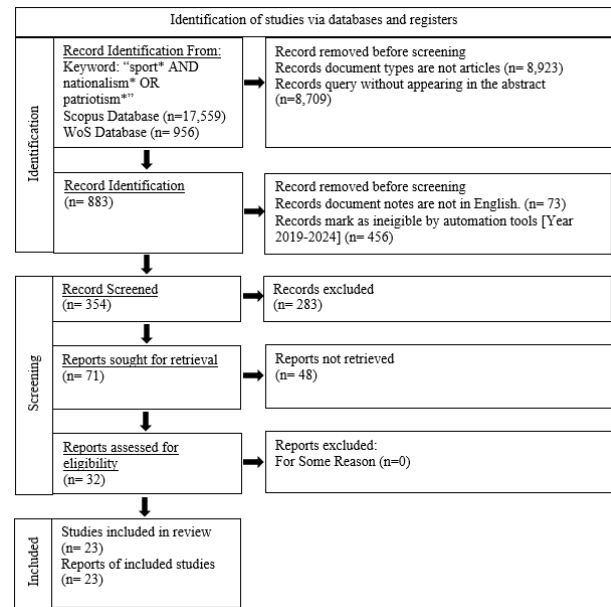 Identification of studies via databases and registers
Identification
Record Identification From:
Keyword: “sport* AND
nationalism* OR
patriotism*”
Scopus Database (n=17,559
WoS Database (n= 956)
Record removed before screening
Records document types are not articles (n= 8,923)
Records query without appearing in the abstract
(n=8,709)
Record Identification
(n= 883)
Record removed before screening
Records document notes are not in English. (n= 73)
Records mark as ineigible by automation tools [Year
2019-2024] (n= 456)
Screening
Record Screened
(n= 354)
Records excluded
(n= 283)
Reports sought for retrieval
(n= 71)
Reports not retrieved
(n= 48)
Reports assessed for
eligibility
(n= 32)
Reports excluded:
For Some Reason (n=0)
Included
Studies included in review
(n= 23)
Reports of included studies
(n= 23)